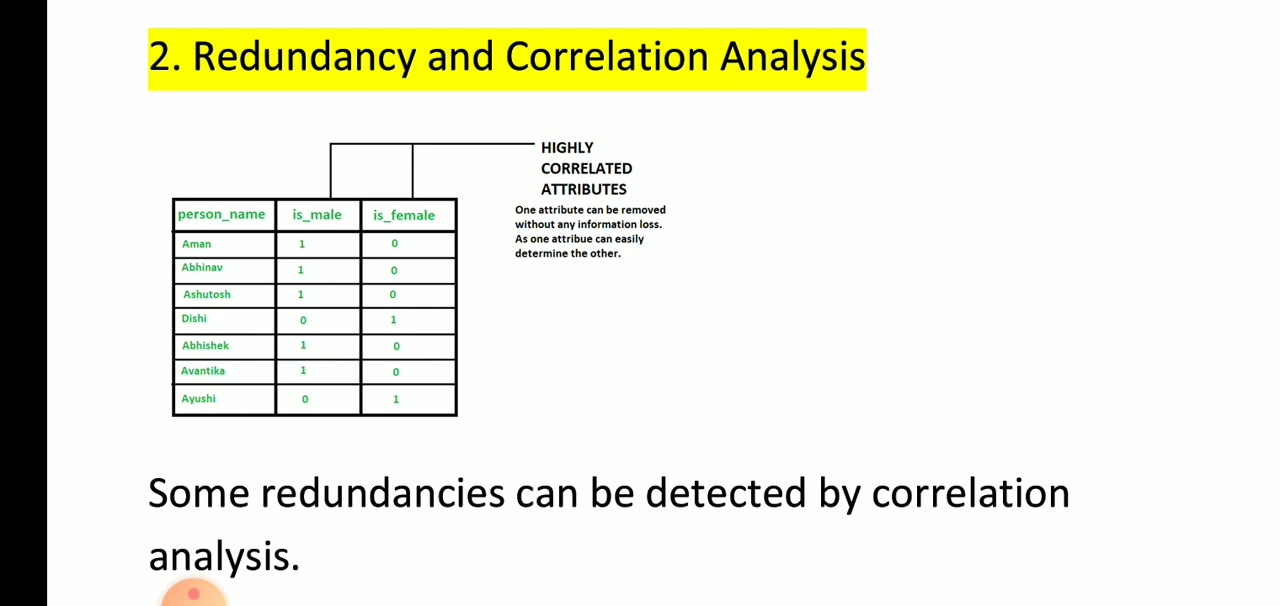 2. Redundancy and Correlation Analysis
HIGHLY
CORRELATED
ATTRIBUTES
One attribute can be removed
without any information loss.
As one attribue can easily
determine the other.
person_name is_male is_female
Aman 1 0
Abhinav 1 0
Ashutosh 1 0
Dishi 0 1
Abhishek 1 0
Avantika 1 0
Ayushi 0 1
Some redundancies can be detected by correlation
analysis.